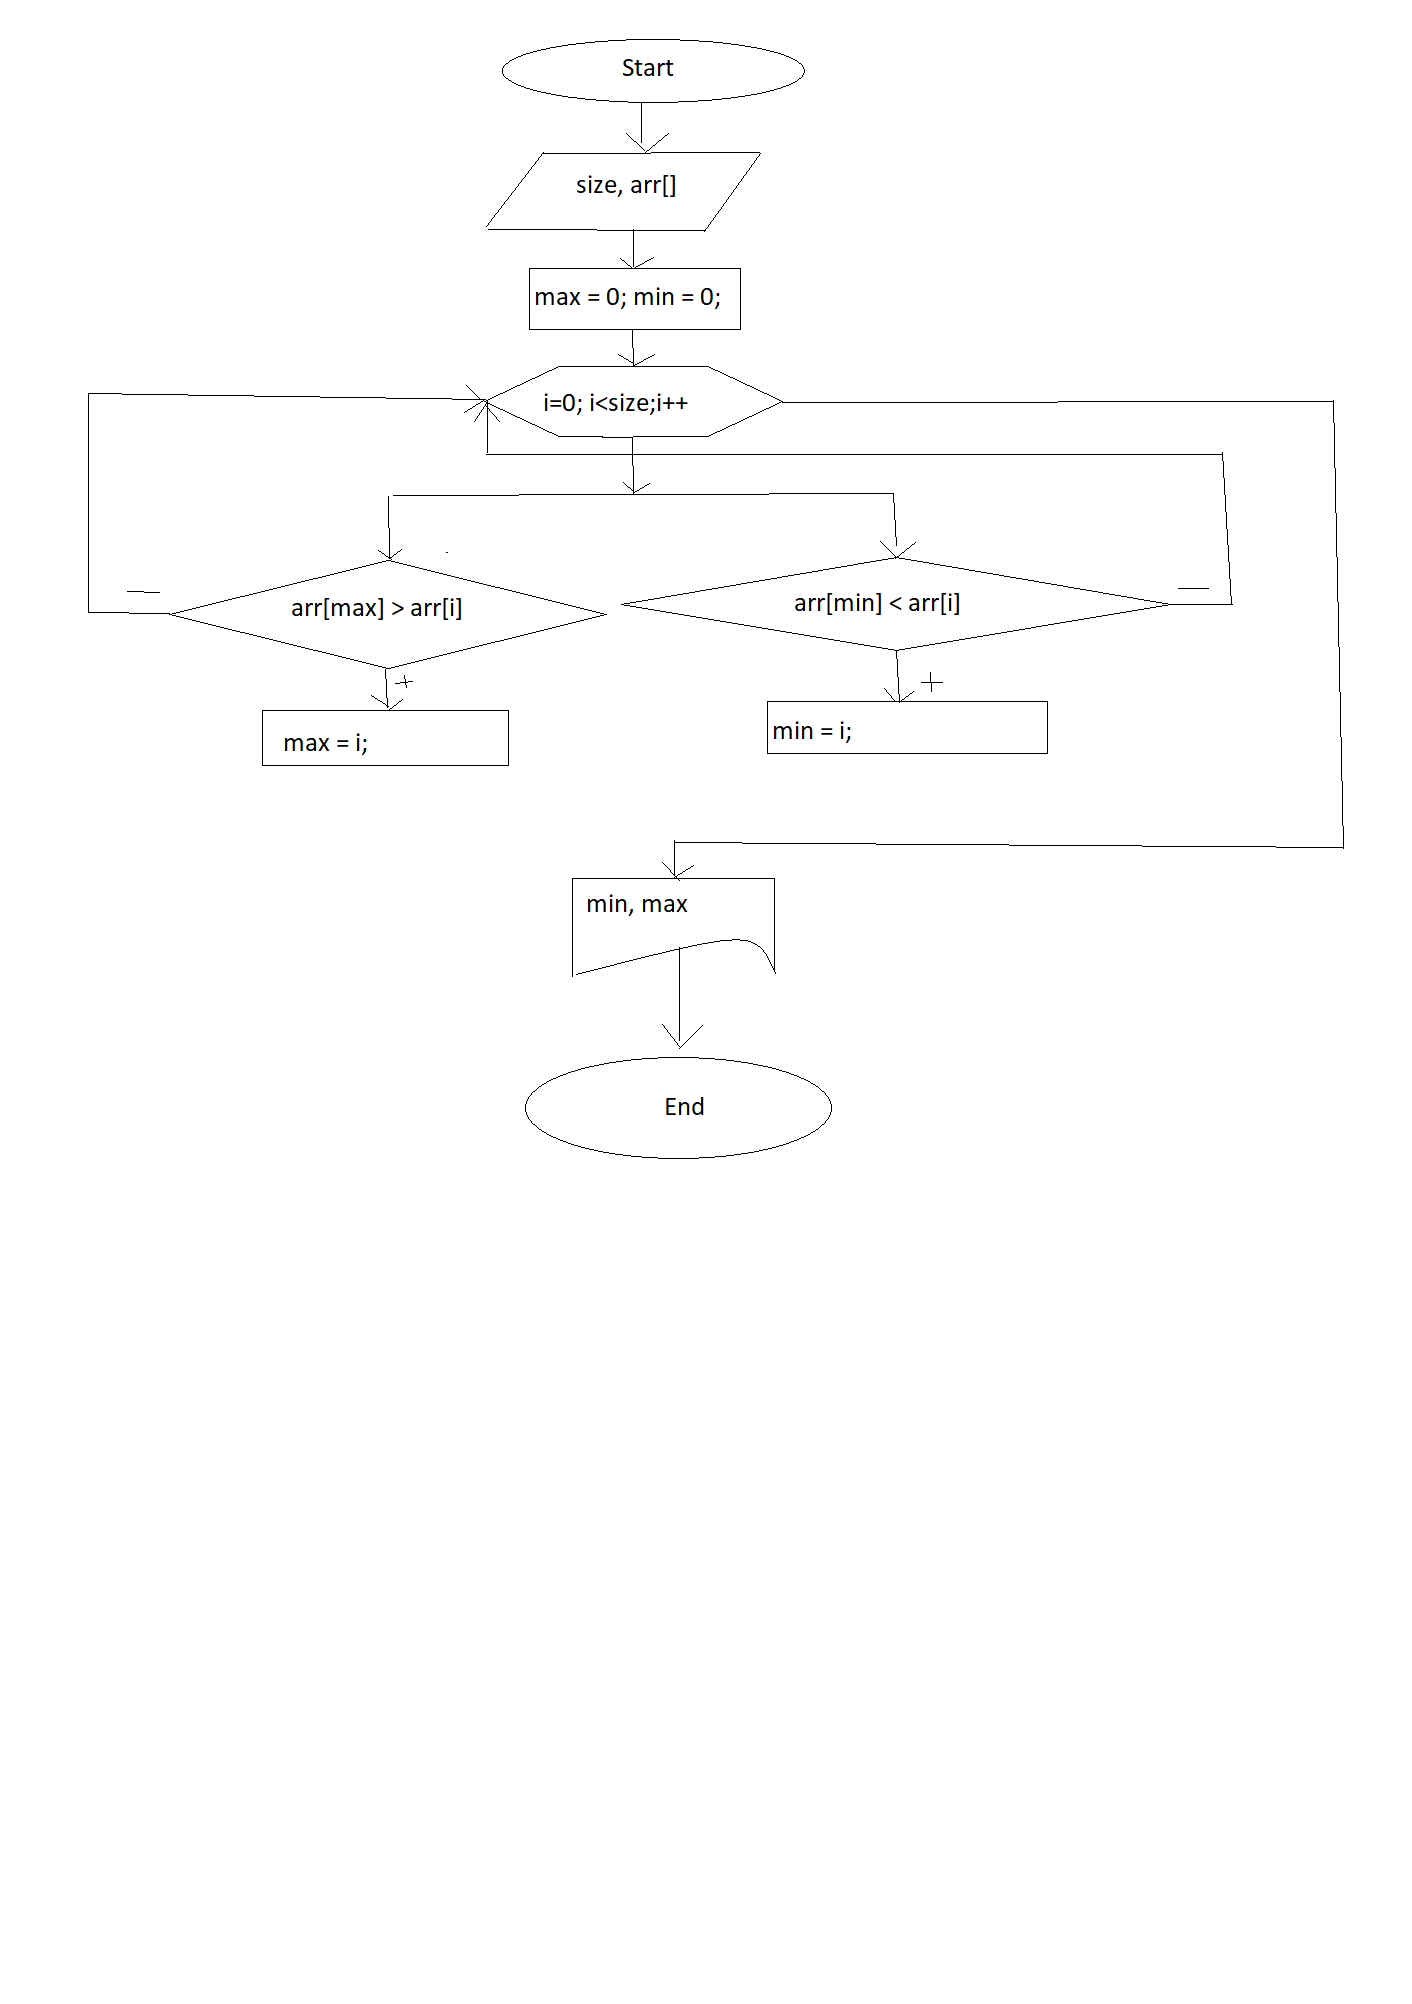 Start
size, arr[]
max = 0; min = 0;
i=0; i<size;i++
arr[max] > arr[i]
arr[min] < arr[i]
+
+
max = i;
min = i;
min, max
End